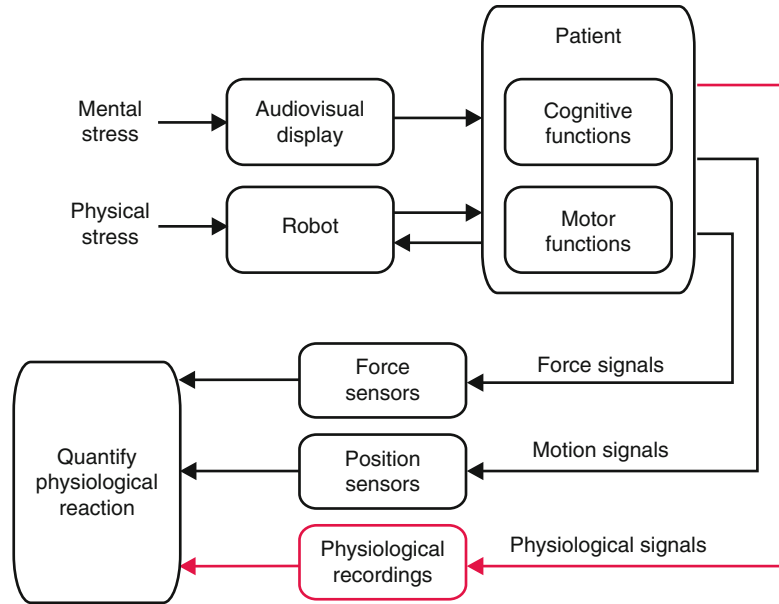 Patient
Mental
stress
Audiovisual
display
Cognitive
functions
Physical
stress
Robot
Motor
functions
Force
sensors
Force signals
Quantify
physiological
reaction
Position
sensors
Motion signals
Physiological
recordings
Physiological signals